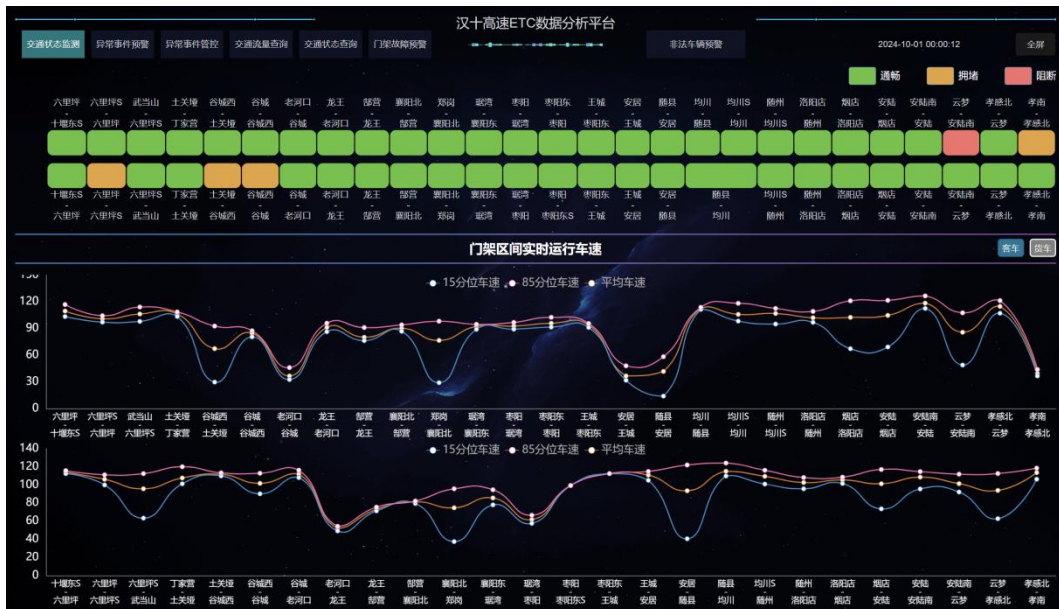 汉十高速ETC数据分析平台
交通状态监测 异常事件预警 异常事件管控 交通流量查询 交通状态查询 门架故障预警 非法车辆预警 2024-10-01 00:00:12 全屏
通畅 拥堵 阻断
六里坪 六里坪S 武当山 土关垭 谷城西 谷城 老河口 龙王 郜营 襄阳北 郑岗 琚湾 枣阳 枣阳东 王城 安居 随县 均川 均川S 随州 洛阳店 烟店 安陆 安陆南 云梦 孝感北 孝南
十堰东S 六里坪 六里坪S 丁家营 土关垭 谷城西 谷城 老河口 龙王 郜营 襄阳北 襄阳东 琚湾 枣阳 枣阳东 王城 安居 随县 均川 均川S 随州 洛阳店 烟店 安陆 安陆南 云梦 孝感北
十堰东S 六里坪 六里坪S 丁家营 土关垭 谷城西 谷城 老河口 龙王 郜营 襄阳北 襄阳东 琚湾 枣阳 枣阳东 王城 安居 随县 均川S 随州 洛阳店 烟店 安陆 安陆南 云梦 孝感北
六里坪 六里坪S 武当山 土关垭 谷城西 谷城 老河口 龙王 郜营 襄阳北 郑岗 琚湾 枣阳 枣阳东S 王城 安居 随县 均川 随州 洛阳店 烟店 安陆 安陆南 云梦 孝感北 孝南
门架区间实时运行车速 客车 货车
15分位车速 85分位车速 平均车速
150
120
90
60
30
0
六里坪 六里坪S 武当山 土关垭 谷城西 谷城 老河口 龙王 郜营 襄阳北 郑岗 琚湾 枣阳 枣阳东 王城 安居 随县 均川 均川S 随州 洛阳店 烟店 安陆 安陆南 云梦 孝感北 孝南
十堰东S 六里坪 六里坪S 丁家营 土关垭 谷城西 谷城 老河口 龙王 郜营 襄阳北 襄阳东 琚湾 枣阳 枣阳东 王城 安居 随县 均川 均川S 随州 洛阳店 烟店 安陆 安陆南 云梦 孝感北
15分位车速 85分位车速 平均车速
140
120
100
80
60
40
20
0
十堰东S 六里坪 六里坪S 丁家营 土关垭 谷城西 谷城 老河口 龙王 郜营 襄阳北 襄阳东 琚湾 枣阳 枣阳东 王城 安居 随县 均川S 随州 洛阳店 烟店 安陆 安陆南 云梦 孝感北
六里坪 六里坪S 武当山 土关垭 谷城西 谷城 老河口 龙王 郜营 襄阳北 郑岗 琚湾 枣阳 枣阳东S 王城 安居 随县 均川 随州 洛阳店 烟店 安陆 安陆南 云梦 孝感北 孝南